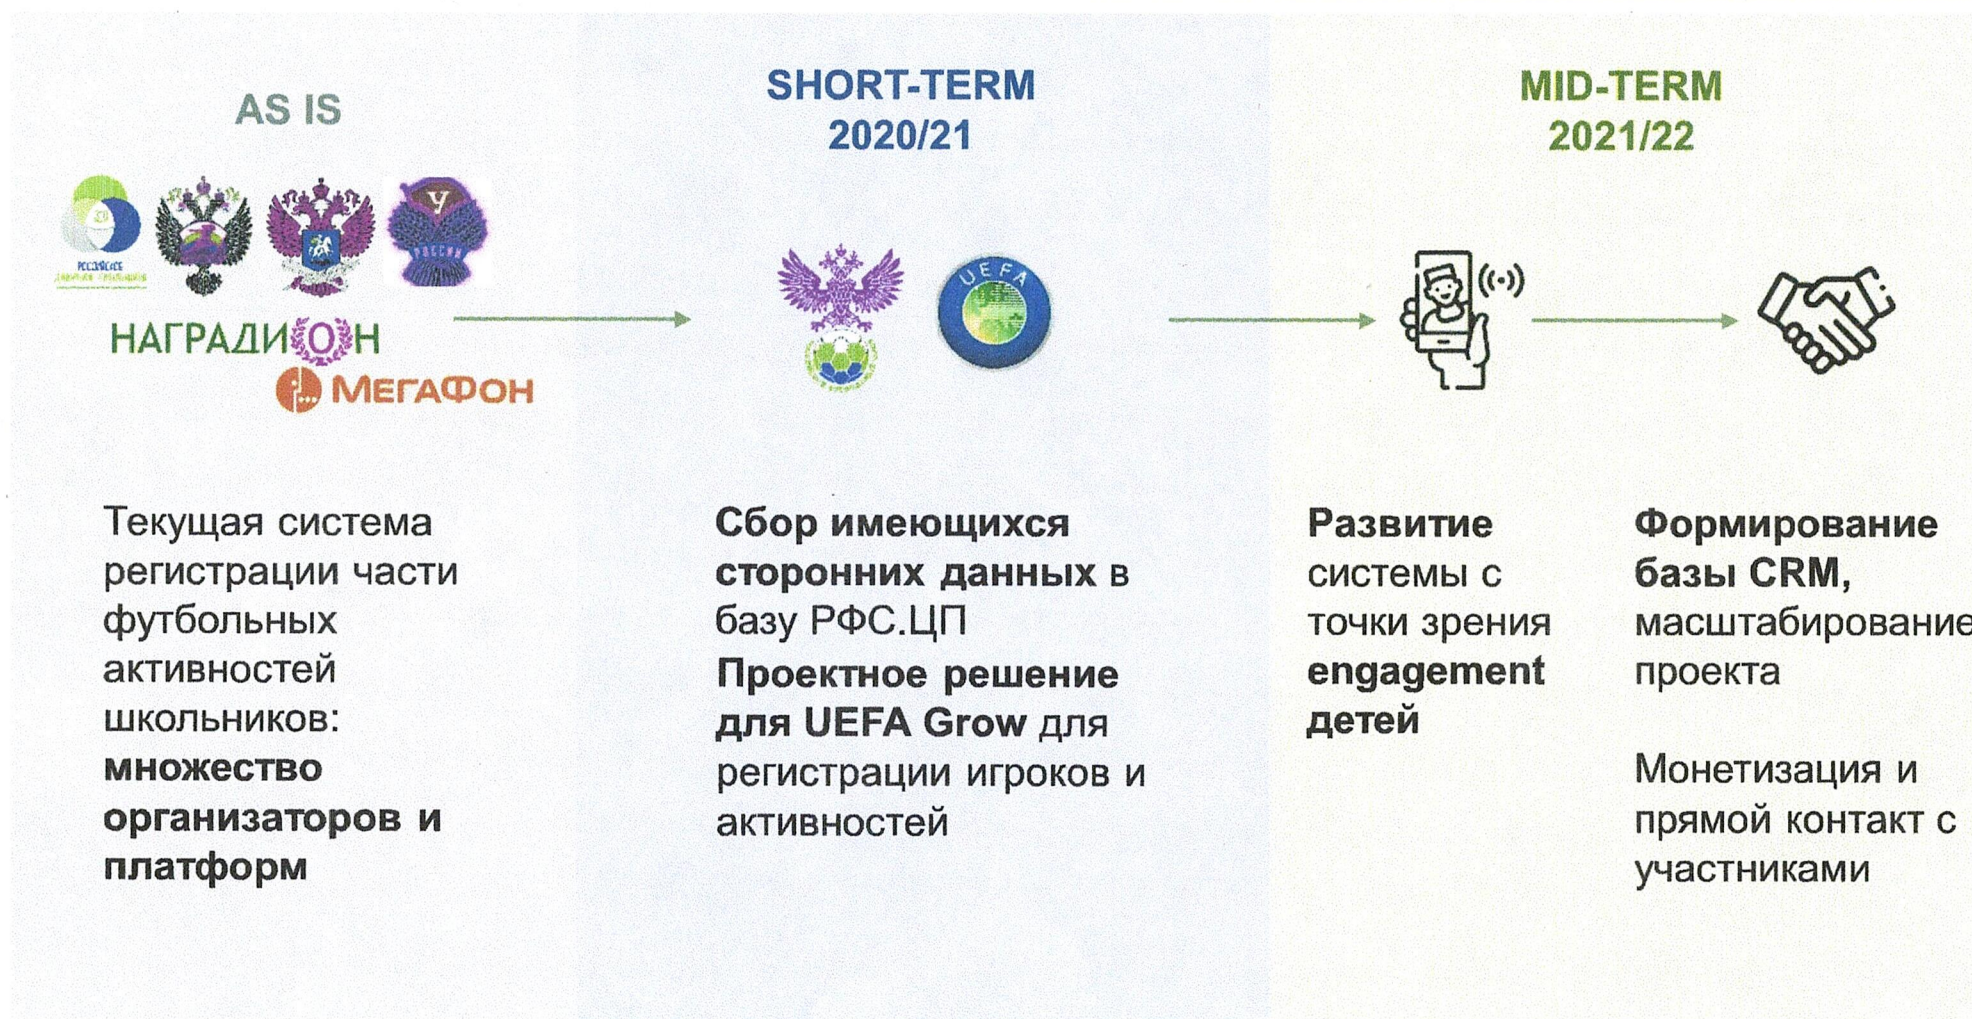 AS IS
РОССИЙСКОЕ
У
РОССИИ
НАГРАДИОН
МЕГАФОН
Текущая система
регистрации части
футбольных
активностей
школьников:
множество
организаторов и
платформ
SHORT-TERM
2020/21
UEFA
Сбор имеющихся
сторонних данных в
базу РФС.ЦП
Проектное решение
для UEFA Grow для
регистрации игроков и
активностей
MID-TERM
2021/22
Развитие
системы с
точки зрения
engagement
детей
Формирование
базы CRM,
масштабирование
проекта
Монетизация и
прямой контакт с
участниками